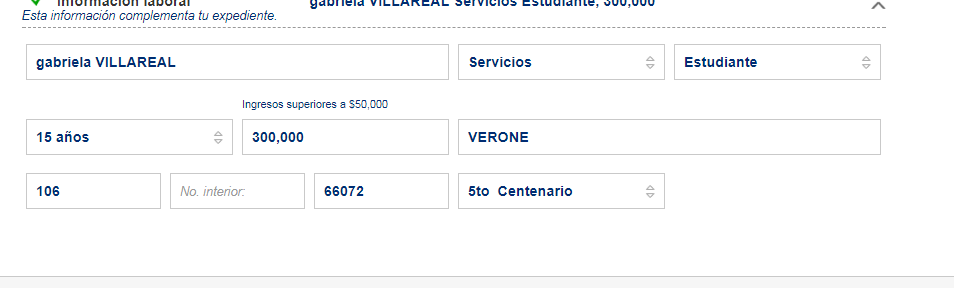 Información laboral gabriela VILLAREAL Servicios Estudiante, 300,000
Esta información complementa tu expediente.
gabriela VILLAREAL Servicios Estudiante
Ingresos superiores a $50,000
15 años 300,000 VERONE
106 No. interior: 66072 5to Centenario